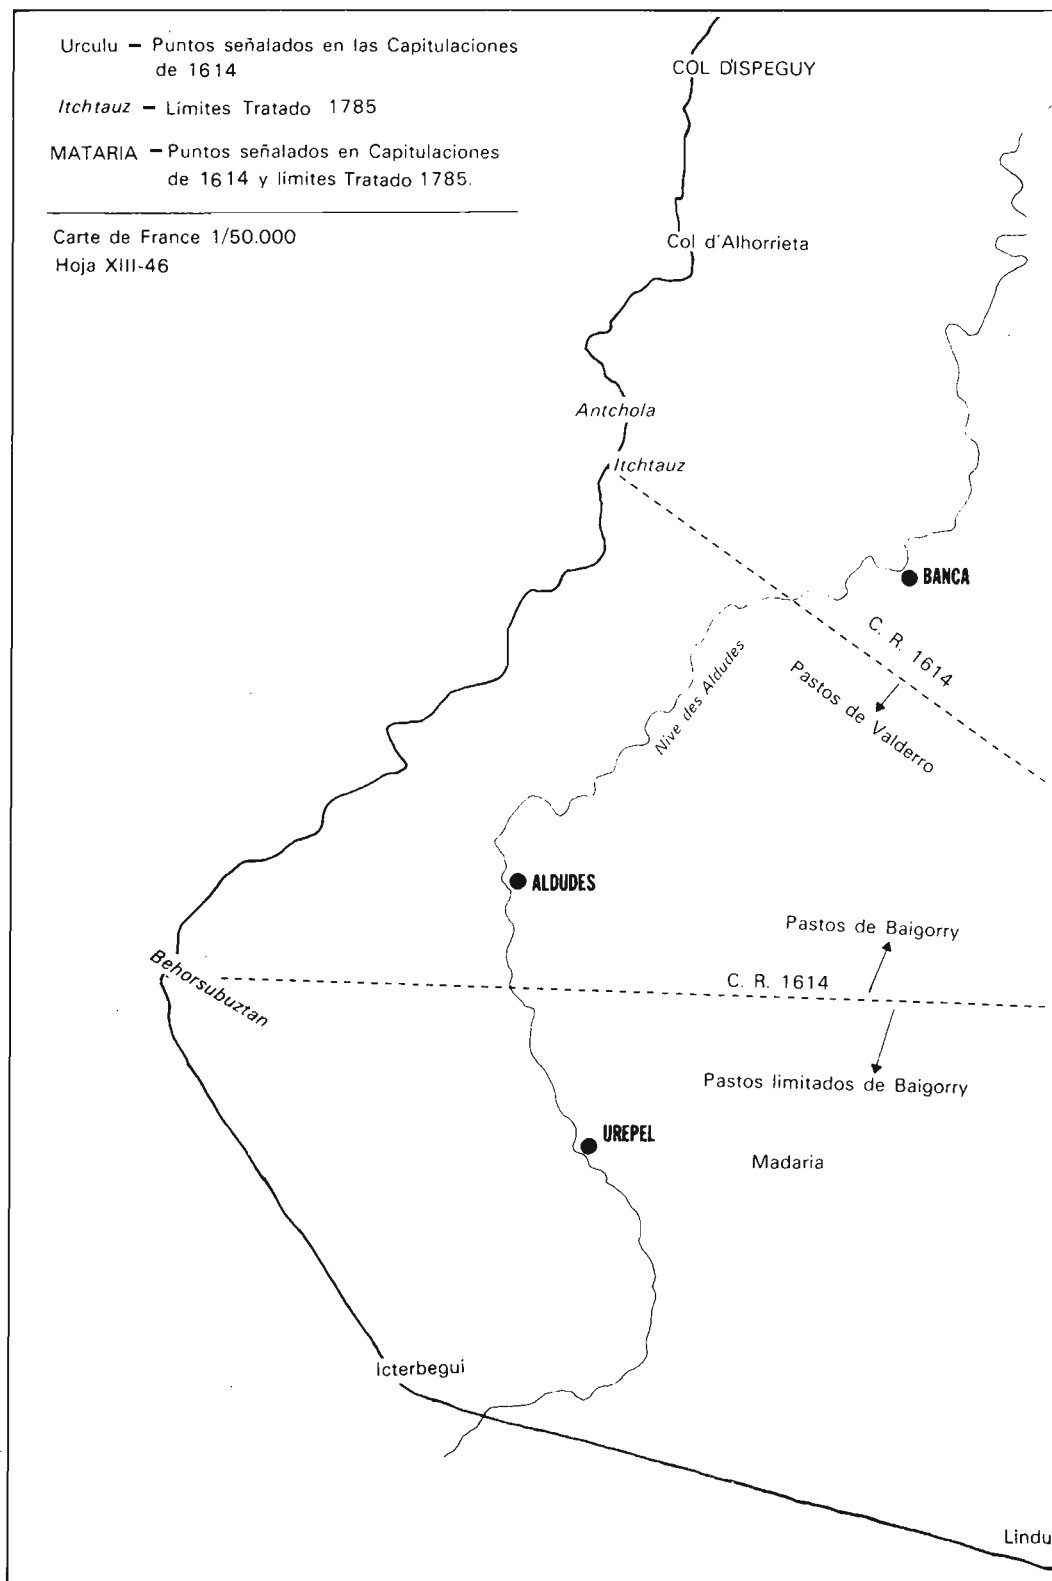 Urculu – Puntos señalados en las Capitulaciones
de 1614
Itchtauz – Límites Tratado 1785
MATARIA – Puntos señalados en Capitulaciones
de 1614 y límites Tratado 1785.
Carte de France 1/50.000
Hoja XIII-46
COL D'ISPEGUY
Col d'Alhorrieta
Antchola
Itchtauz
BANCA
C. R. 1614
Pastos de Valderro
Nive des Aldudes
ALDUDES
Pastos de Baigorry
Behorsubuztan
C. R. 1614
Pastos limitados de Baigorry
UREPEL
Madaria
Icterbegui
Lindu